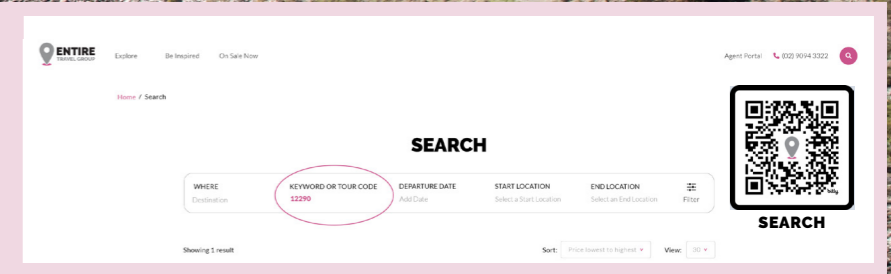 ENTIRE
TRAVEL GROUP
Explore Be Inspired On Sale Now
Agent Portal (02) 9094 3322
Home / Search
SEARCH
WHERE
Destination
KEYWORD OR TOUR CODE
12290
DEPARTURE DATE
Add Date
START LOCATION
Select a Start Location
END LOCATION
Select an End Location
Filter
bitly
SEARCH
Showing 1 result
Sort: Price lowest to highest
View: 30